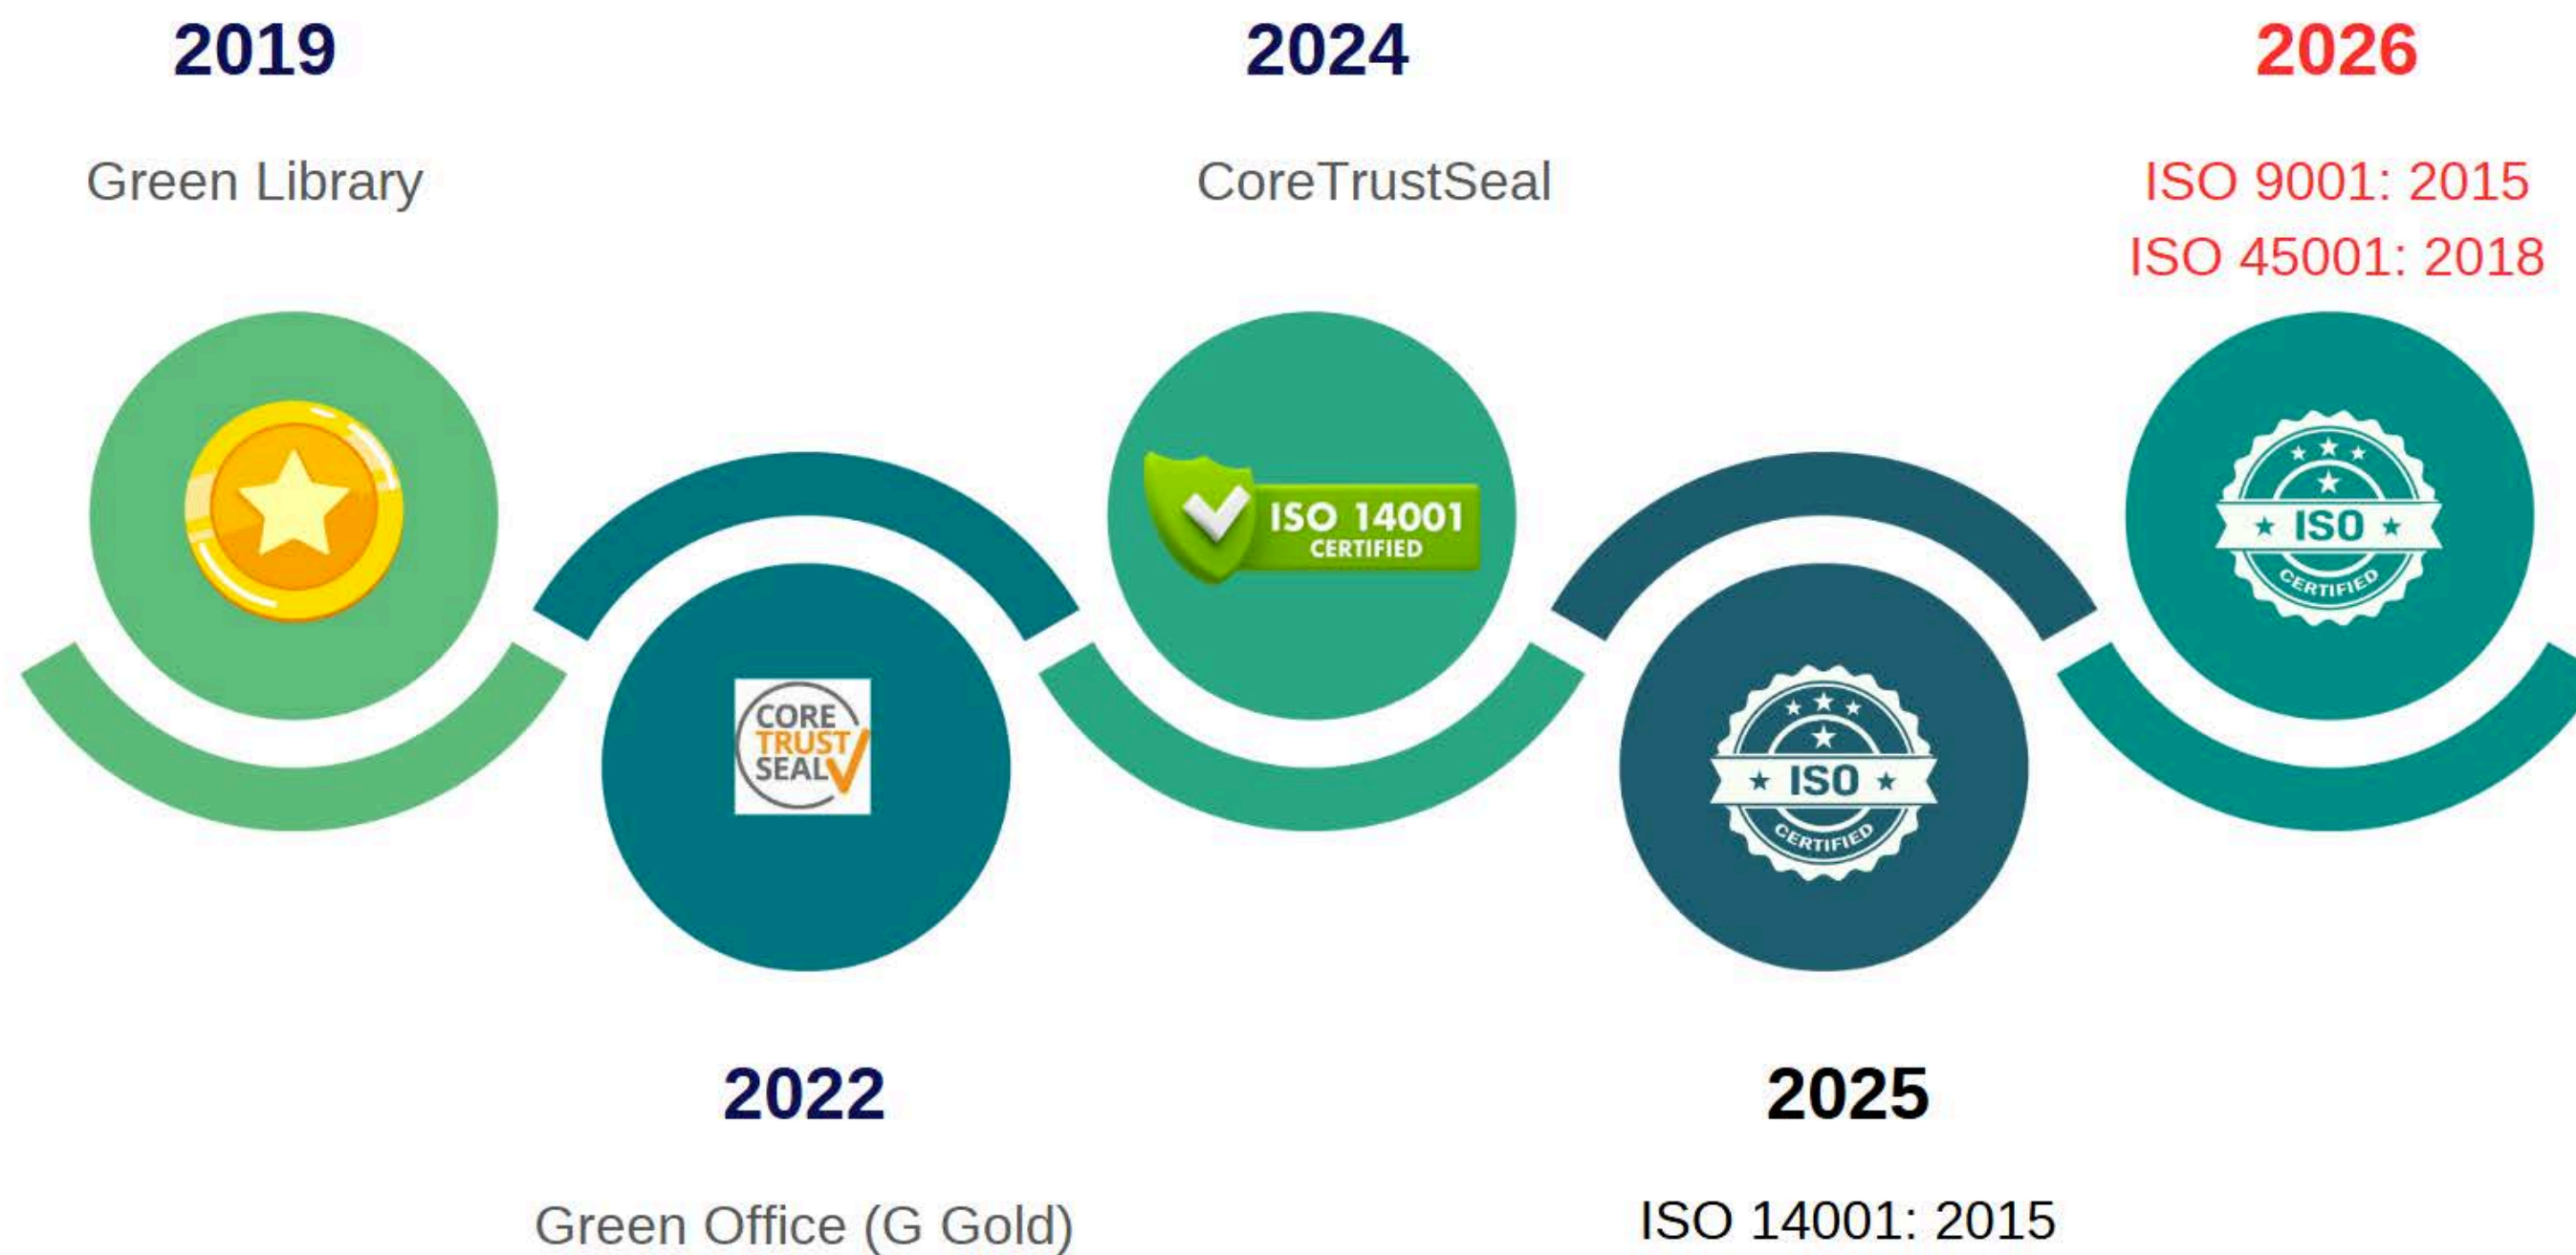 2019
Green Library
2024
CoreTrustSeal
2026
ISO 9001: 2015
ISO 45001: 2018
CORE
TRUST
SEAL
ISO 14001
CERTIFIED
ISO
CERTIFIED
ISO
CERTIFIED
2022
Green Office (G Gold)
2025
ISO 14001: 2015